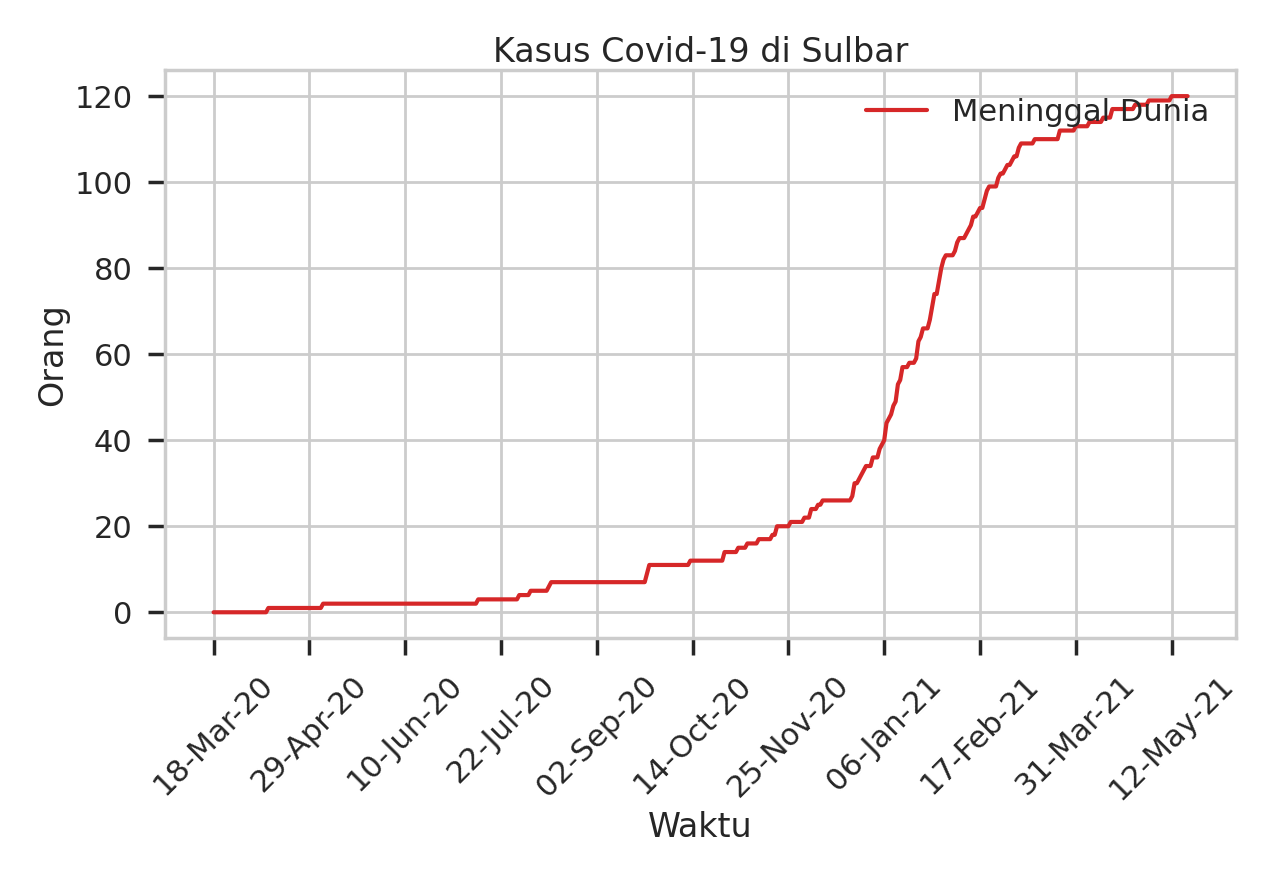 Kasus Covid-19 di Sulbar
Meninggal Dunia
Orang
120
100
80
60
40
20
0
18-Mar-20
29-Apr-20
10-Jun-20
22-Jul-20
02-Sep-20
14-Oct-20
25-Nov-20
06-Jan-21
17-Feb-21
31-Mar-21
12-May-21
Waktu